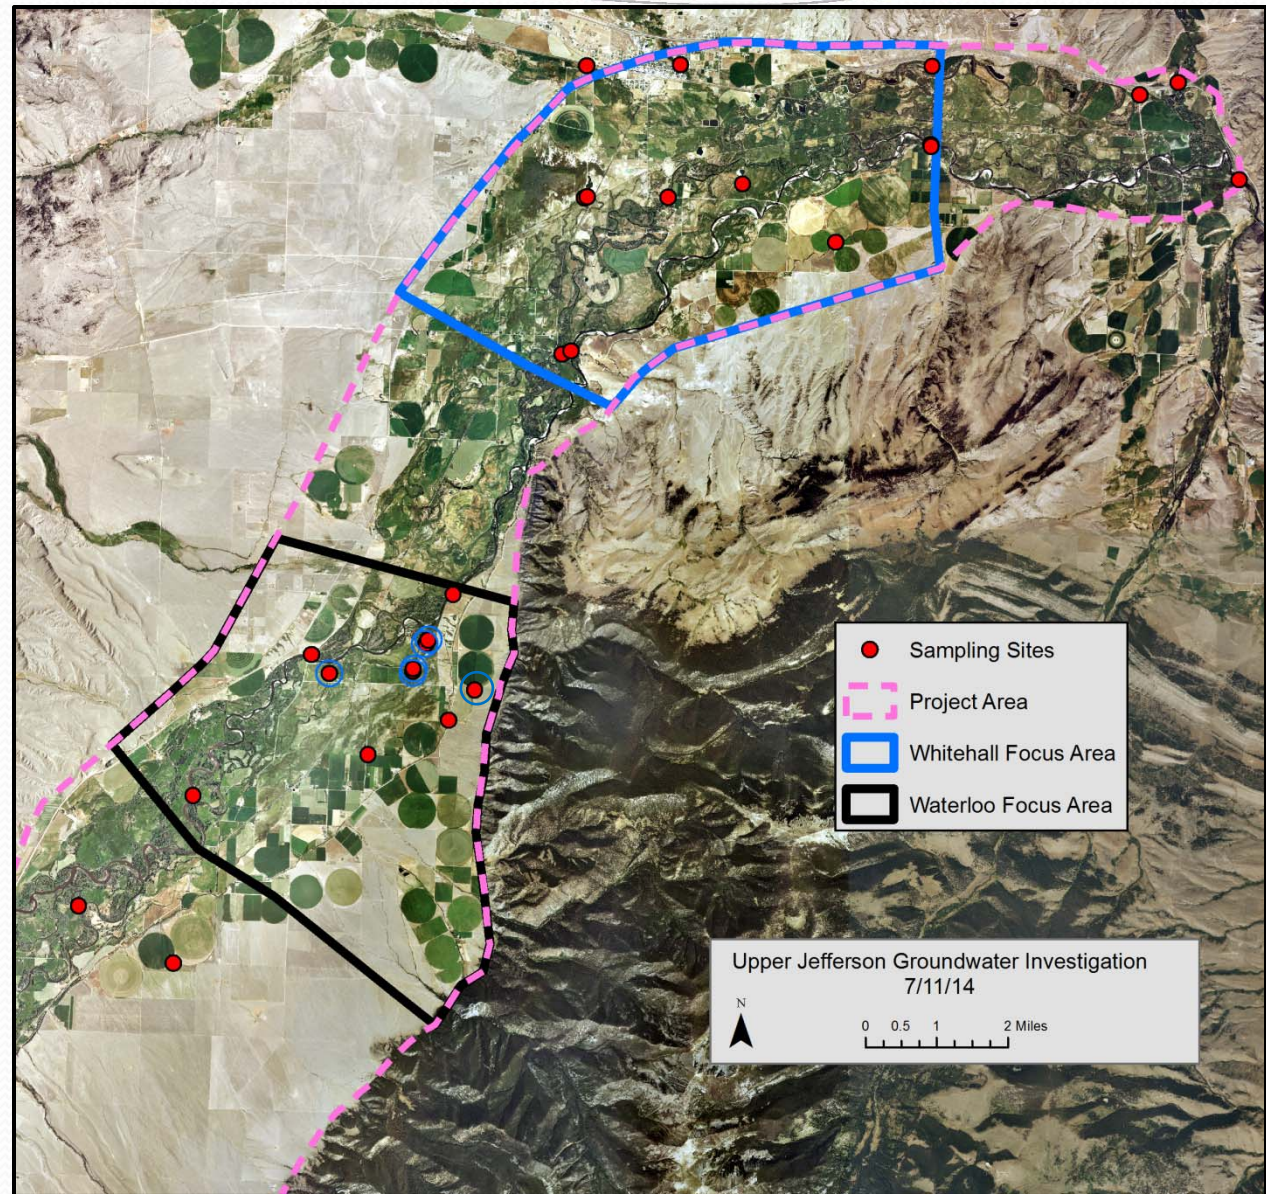 Sampling Sites
Project Area
Whitehall Focus Area
Waterloo Focus Area
Upper Jefferson Groundwater Investigation
7/11/14
N
0 0.5 1 2 Miles